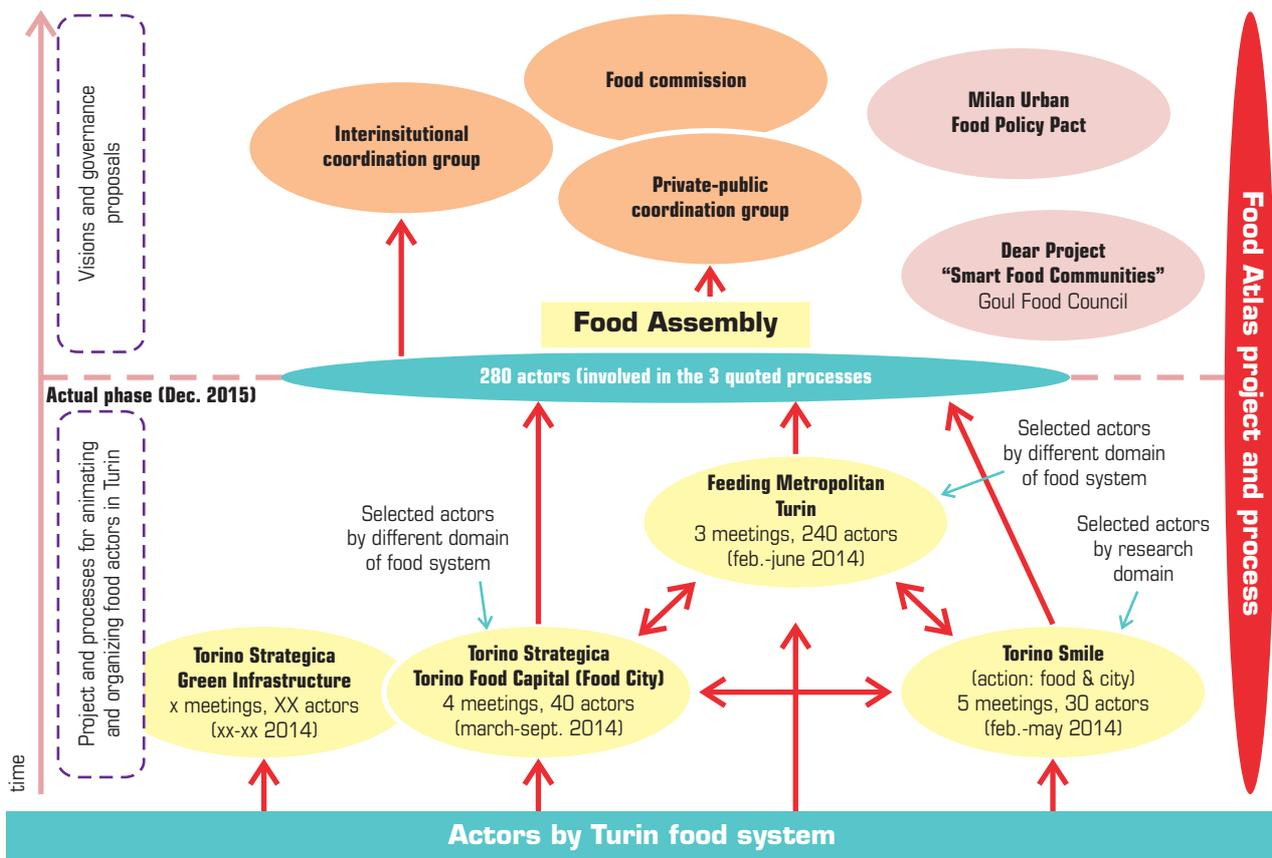 Food commission
Interinsitutional
coordination group
Milan Urban
Food Policy Pact
Private-public
coordination group
Dear Project
“Smart Food Communities”
Goul Food Council
Visions and governance
proposals
Food Assembly
280 actors (involved in the 3 quoted processes
Actual phase (Dec. 2015)
Selected actors
by different domain
of food system
Feeding Metropolitan
Turin
3 meetings, 240 actors
(feb.-june 2014)
Selected actors
by different domain
of food system
Selected actors
by research
domain
Project and processes for animating
and organizing food actors in Turin
Torino Strategica
Green Infrastructure
x meetings, XX actors
(xx-xx 2014)
Torino Strategica
Torino Food Capital (Food City)
4 meetings, 40 actors
(march-sept. 2014)
Torino Smile
(action: food & city)
5 meetings, 30 actors
(feb.-may 2014)
time
Actors by Turin food system
Food Atlas project and process